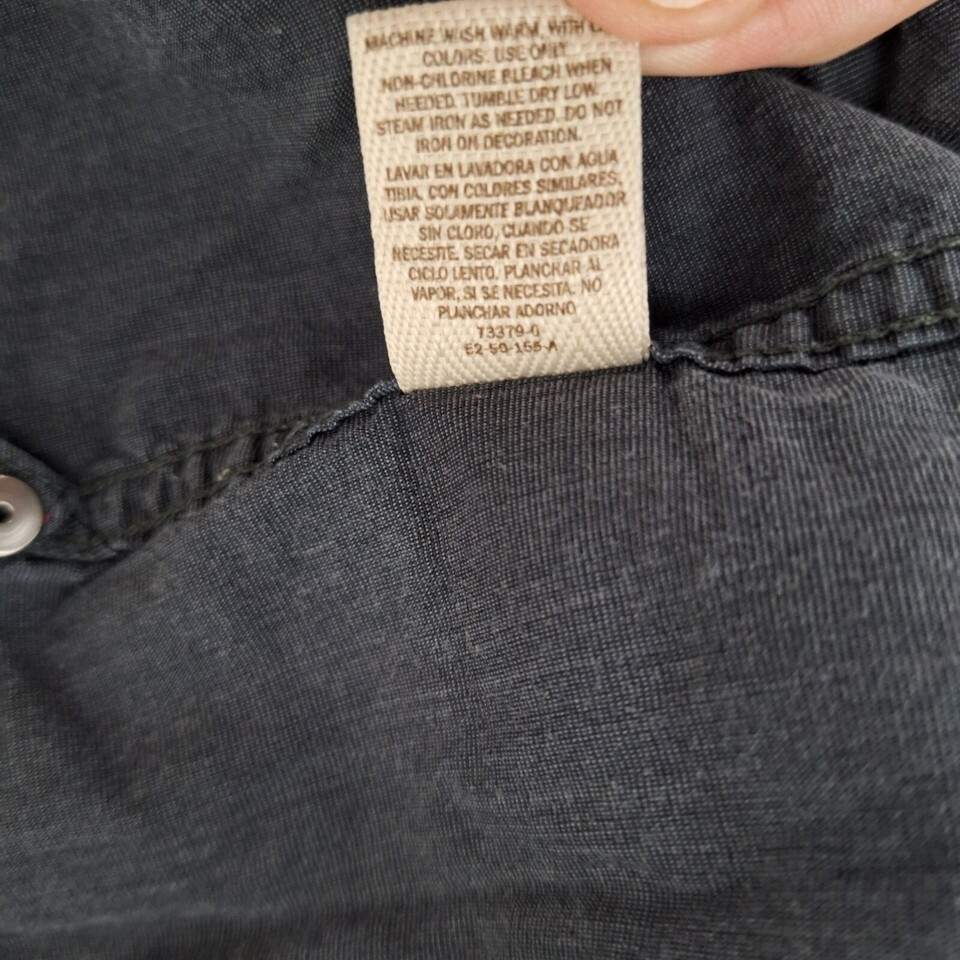 MACHINE WASH WARM, WITH
COLORS. USE ONLY
NON-CHLORINE BLEACH WHEN
NEEDED. TUMBLE DRY LOW.
STEAM IRON AS NEEDED. DO NOT
IRON ON DECORATION.
LAVAR EN LAVADORA CON AGUA
TIBIA, CON COLORES SIMILARES,
USAR SOLAMENTE BLANQUEADOR
SIN CLORO, CUANDO SE
NECESITE. SECAR EN SECADORA
CICLO LENTO. PLANCHAR AL
VAPOR, SI SE NECESITA. NO
PLANCHAR ADORNO
73379-0
E2-50-155-A